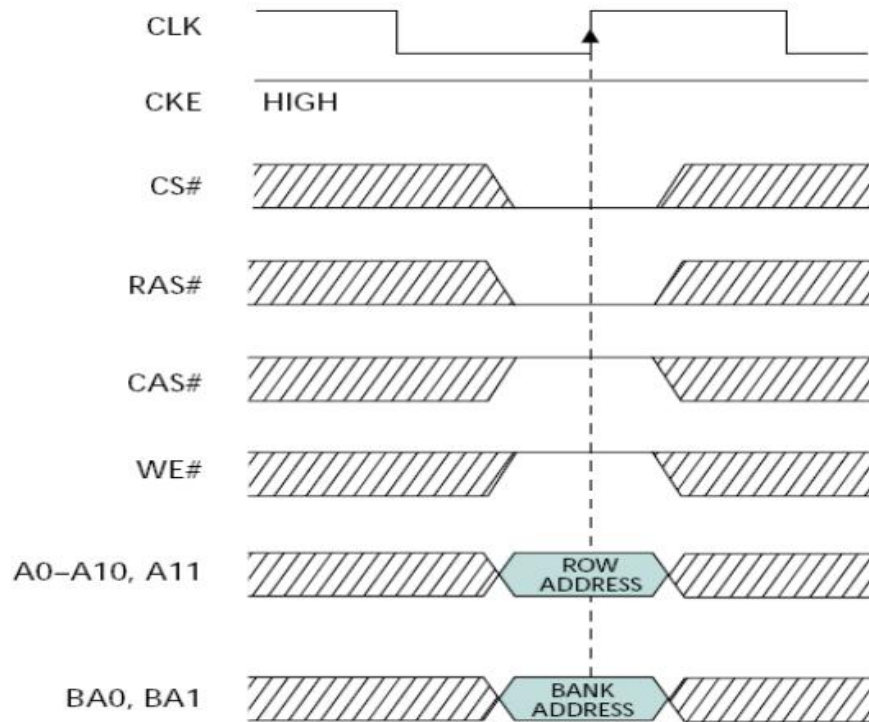 CLK
CKE HIGH
CS#
RAS#
CAS#
WE#
A0–A10, A11 ROW
ADDRESS
BA0, BA1 BANK
ADDRESS